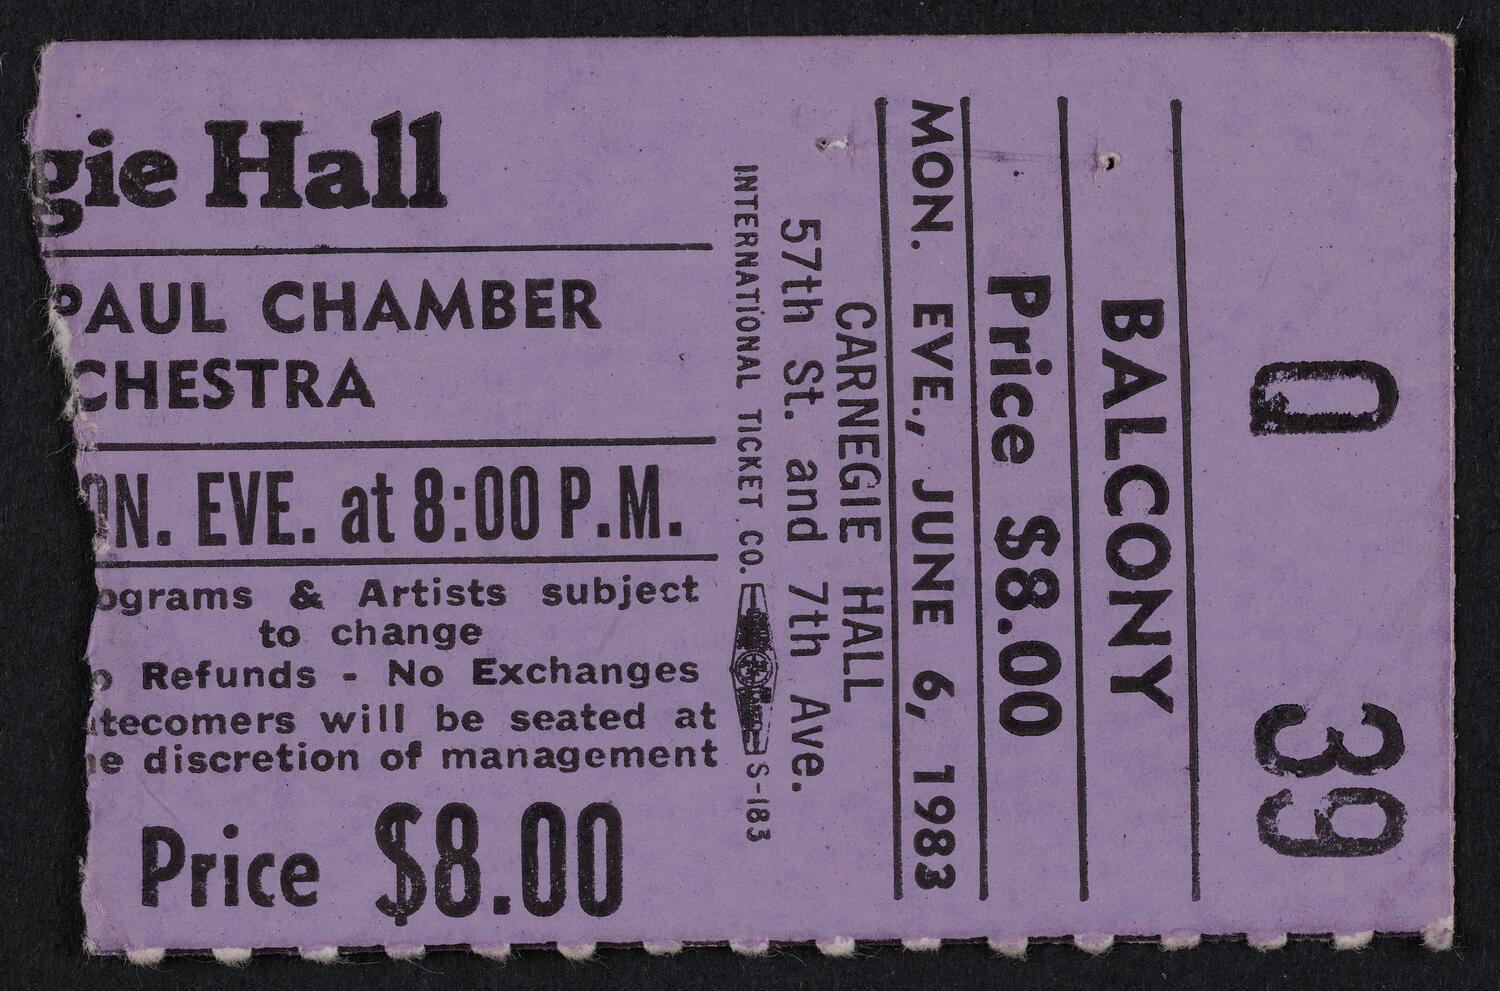 gie Hall
PAUL CHAMBER
CHESTRA
ON. EVE. at 8:00 P.M.
ograms & Artists subject
to change
o Refunds - No Exchanges
atecomers will be seated at
he discretion of management
Price $8.00
INTERNATIONAL TICKET CO. S-183
57th St. and 7th Ave.
CARNEGIE HALL
MON. EVE., JUNE 6, 1983
Price $8.00
BALCONY
O 39